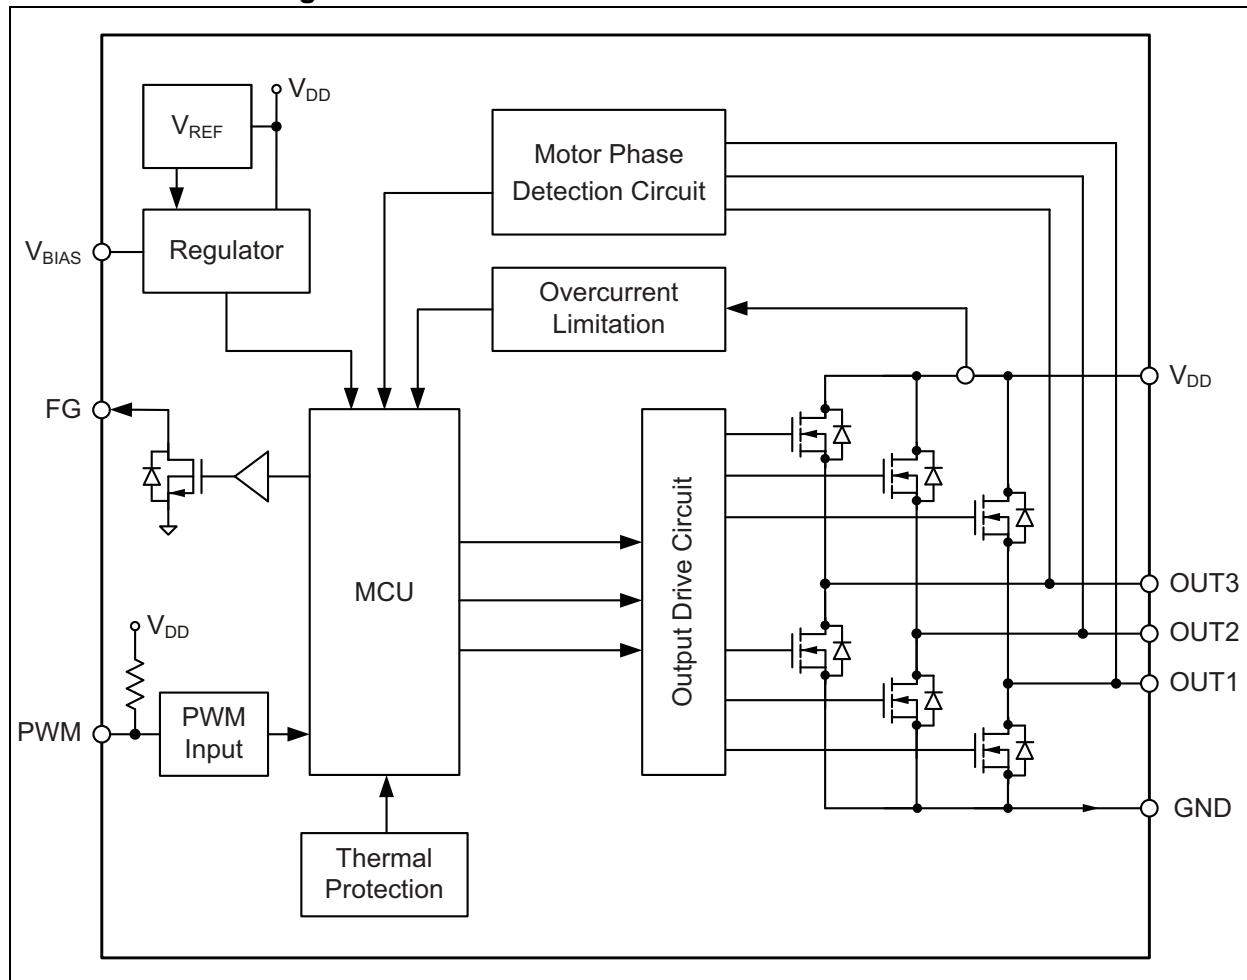 VDD
VREF
Motor Phase
Detection Circuit
VBIAS
Regulator
Overcurrent
Limitation
VDD
FG
MCU
Output Drive Circuit
OUT3
VDD
OUT2
OUT1
PWM
PWM
Input
GND
Thermal
Protection